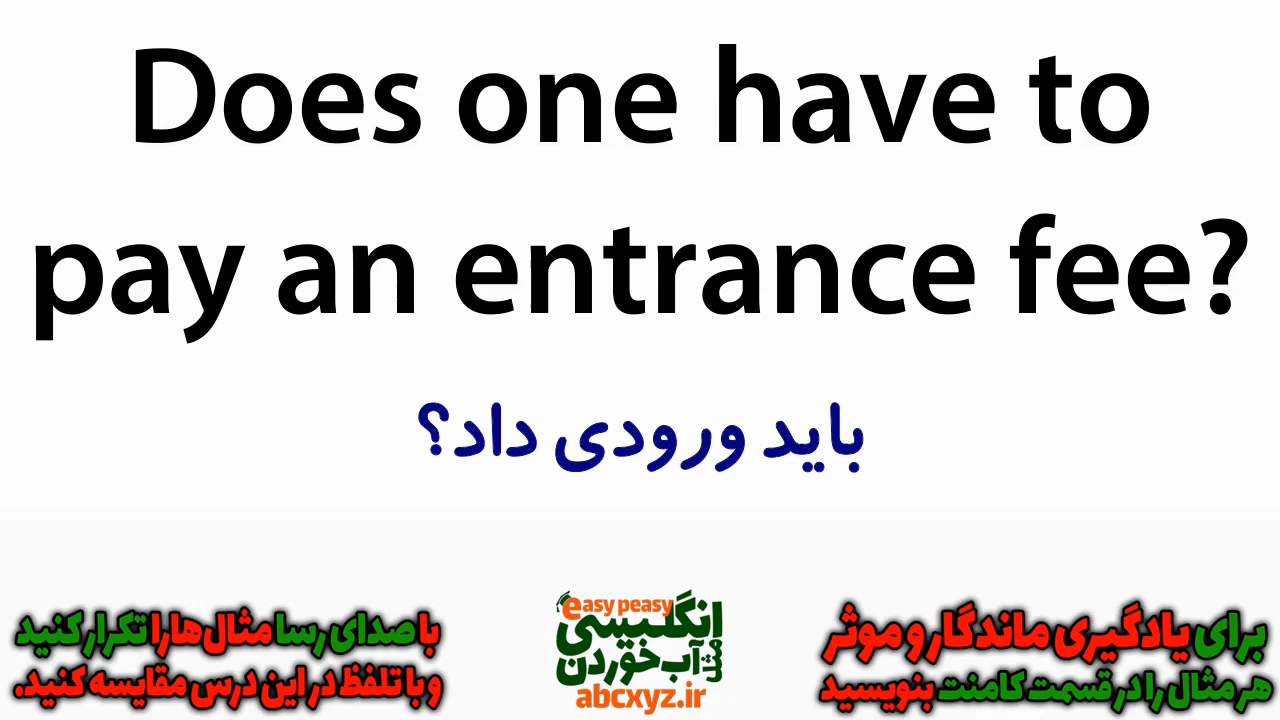 Does one have to
pay an entrance fee?
باید ورودی داد؟
برای یادگیری ماندگار و موثر
هر مثال را در قسمت کامنت بنویسید
easy peasy
انگلیسی
مثل آب خوردن
abcxyz.ir
با صدای رسا مثال‌ها را تکرار کنید
و با تلفظ در این درس مقایسه کنید.